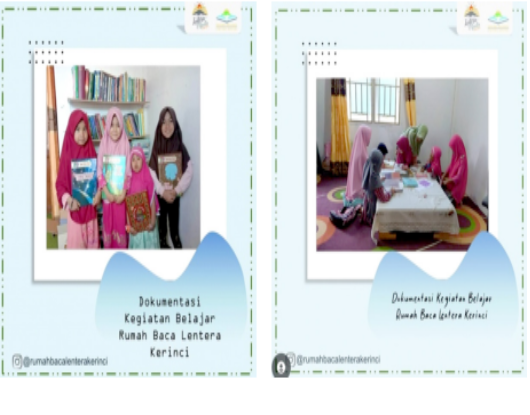 Dokumentasi
Kegiatan Belajar
Rumah Baca Lentera
Kerinci
@rumahbacalenterakerinci
Dokumentasi Kegiatan Belajar
Rumah Baca Lentera Kerinci
@rumahbacalenterakerinci